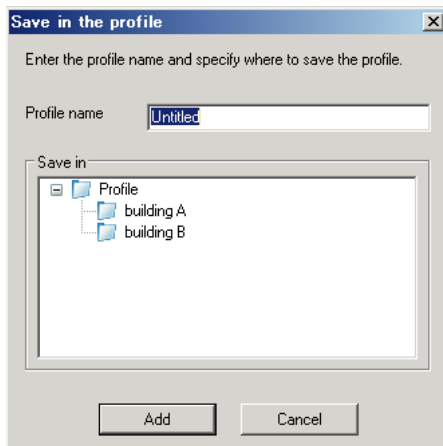 Save in the profile
Enter the profile name and specify where to save the profile.
Profile name
Untitled
Save in
Profile
building A
building B
Add
Cancel